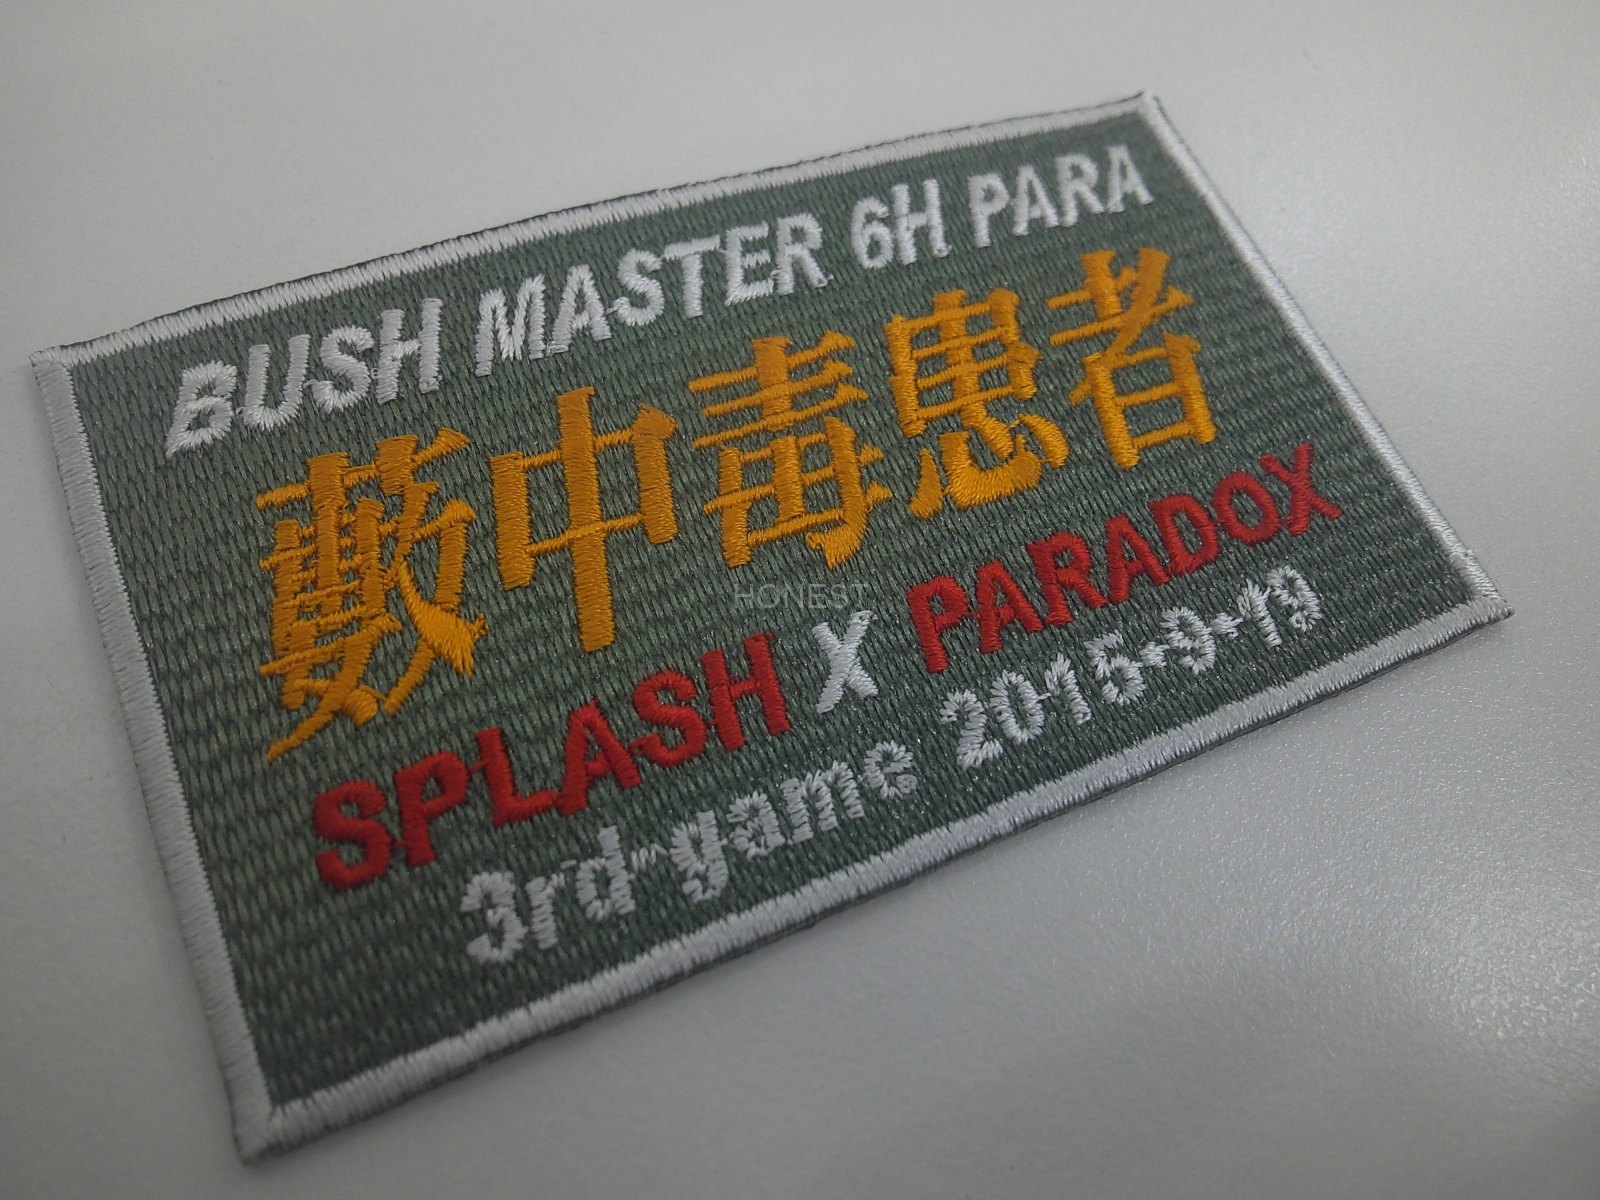 BUSH MASTER 6H PARA
藪中毒患者
SPLASH X PARADOX
3rd-game 2015•9•19
HONEST